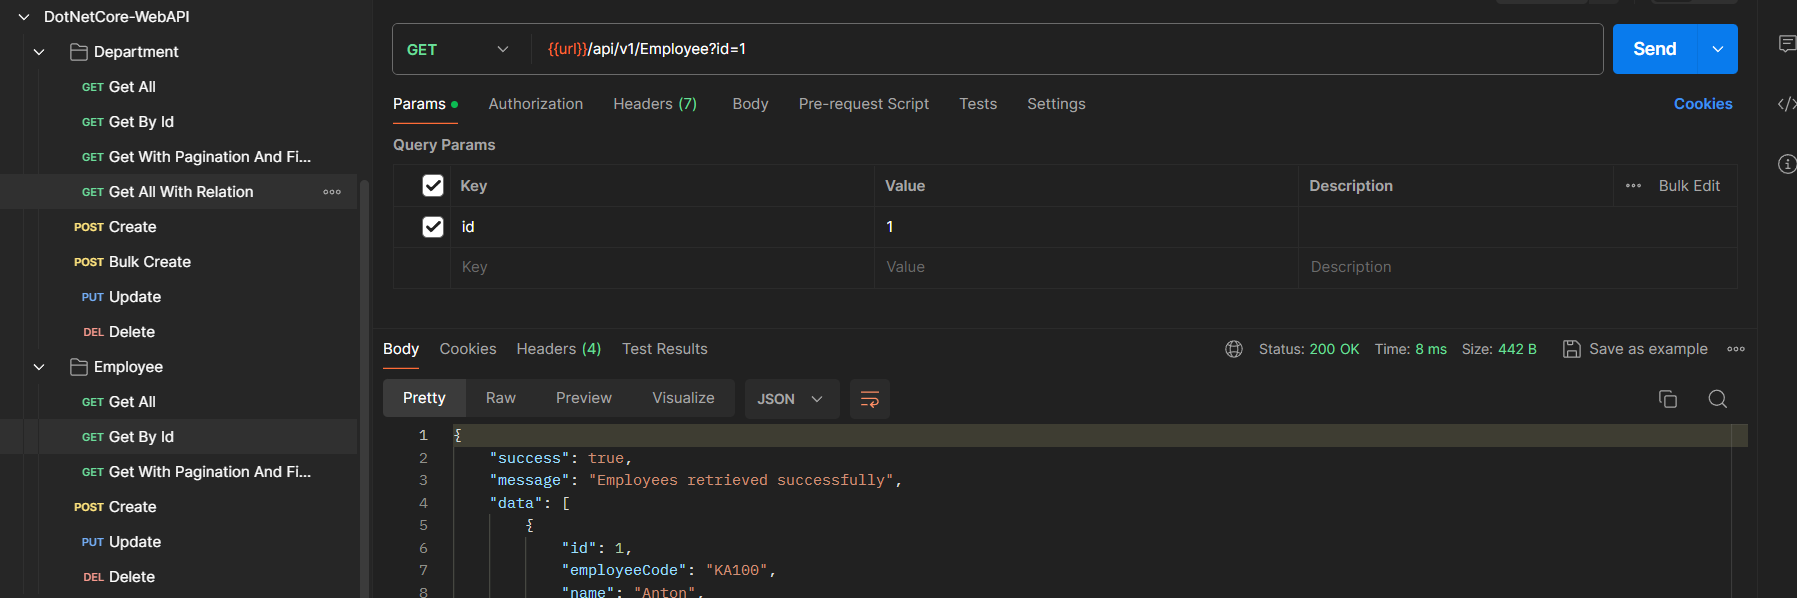 DotNetCore-WebAPI
Department
GET Get All
GET Get By Id
GET Get With Pagination And Fi...
GET Get All With Relation
POST Create
POST Bulk Create
PUT Update
DEL Delete
Employee
GET Get All
GET Get By Id
GET Get With Pagination And Fi...
POST Create
PUT Update
DEL Delete
GET {{url}}/api/v1/Employee?id=1 Send
Params Authorization Headers (7) Body Pre-request Script Tests Settings Cookies
Query Params
Key Value Description Bulk Edit
id 1
Key Value Description
Body Cookies Headers (4) Test Results Status: 200 OK Time: 8 ms Size: 442 B Save as example
Pretty Raw Preview Visualize JSON
1 {
2 "success": true,
3 "message": "Employees retrieved successfully",
4 "data": [
5 {
6 "id": 1,
7 "employeeCode": "KA100",
8 "name": "Anton",